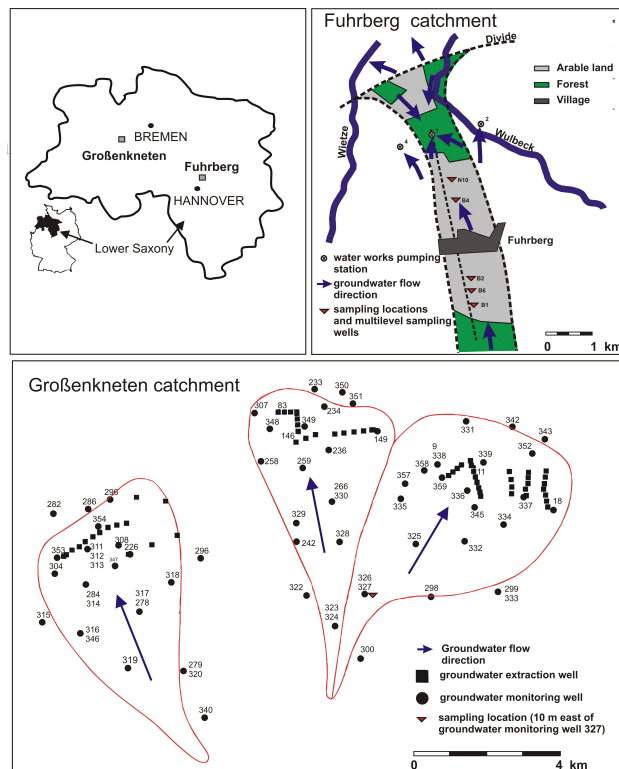 BREMEN
Großenkneten
Fuhrberg
HANNOVER
Lower Saxony
Fuhrberg catchment
Divide
Arable land
Forest
Village
Wietze
Wulbeck
2
4
N10
B4
Fuhrberg
B2
B6
B1
water works pumping
station
groundwater flow
direction
sampling locations
and multilevel sampling
wells
0 1 km
Großenkneten catchment
233
350
351
307
83
234
348
349
146
149
258
259
236
266
330
329
242
328
322
326
327
323
324
300
331
342
343
9
338
339
352
358
11
357
359
335
336
337
18
345
334
325
332
298
299
333
282
286
295
354
353
311
308
226
312
313
347
304
296
318
284
314
317
278
315
316
346
319
279
320
340
Groundwater flow
direction
groundwater extraction well
groundwater monitoring well
sampling location (10 m east of
groundwater monitoring well 327)
0 4 km